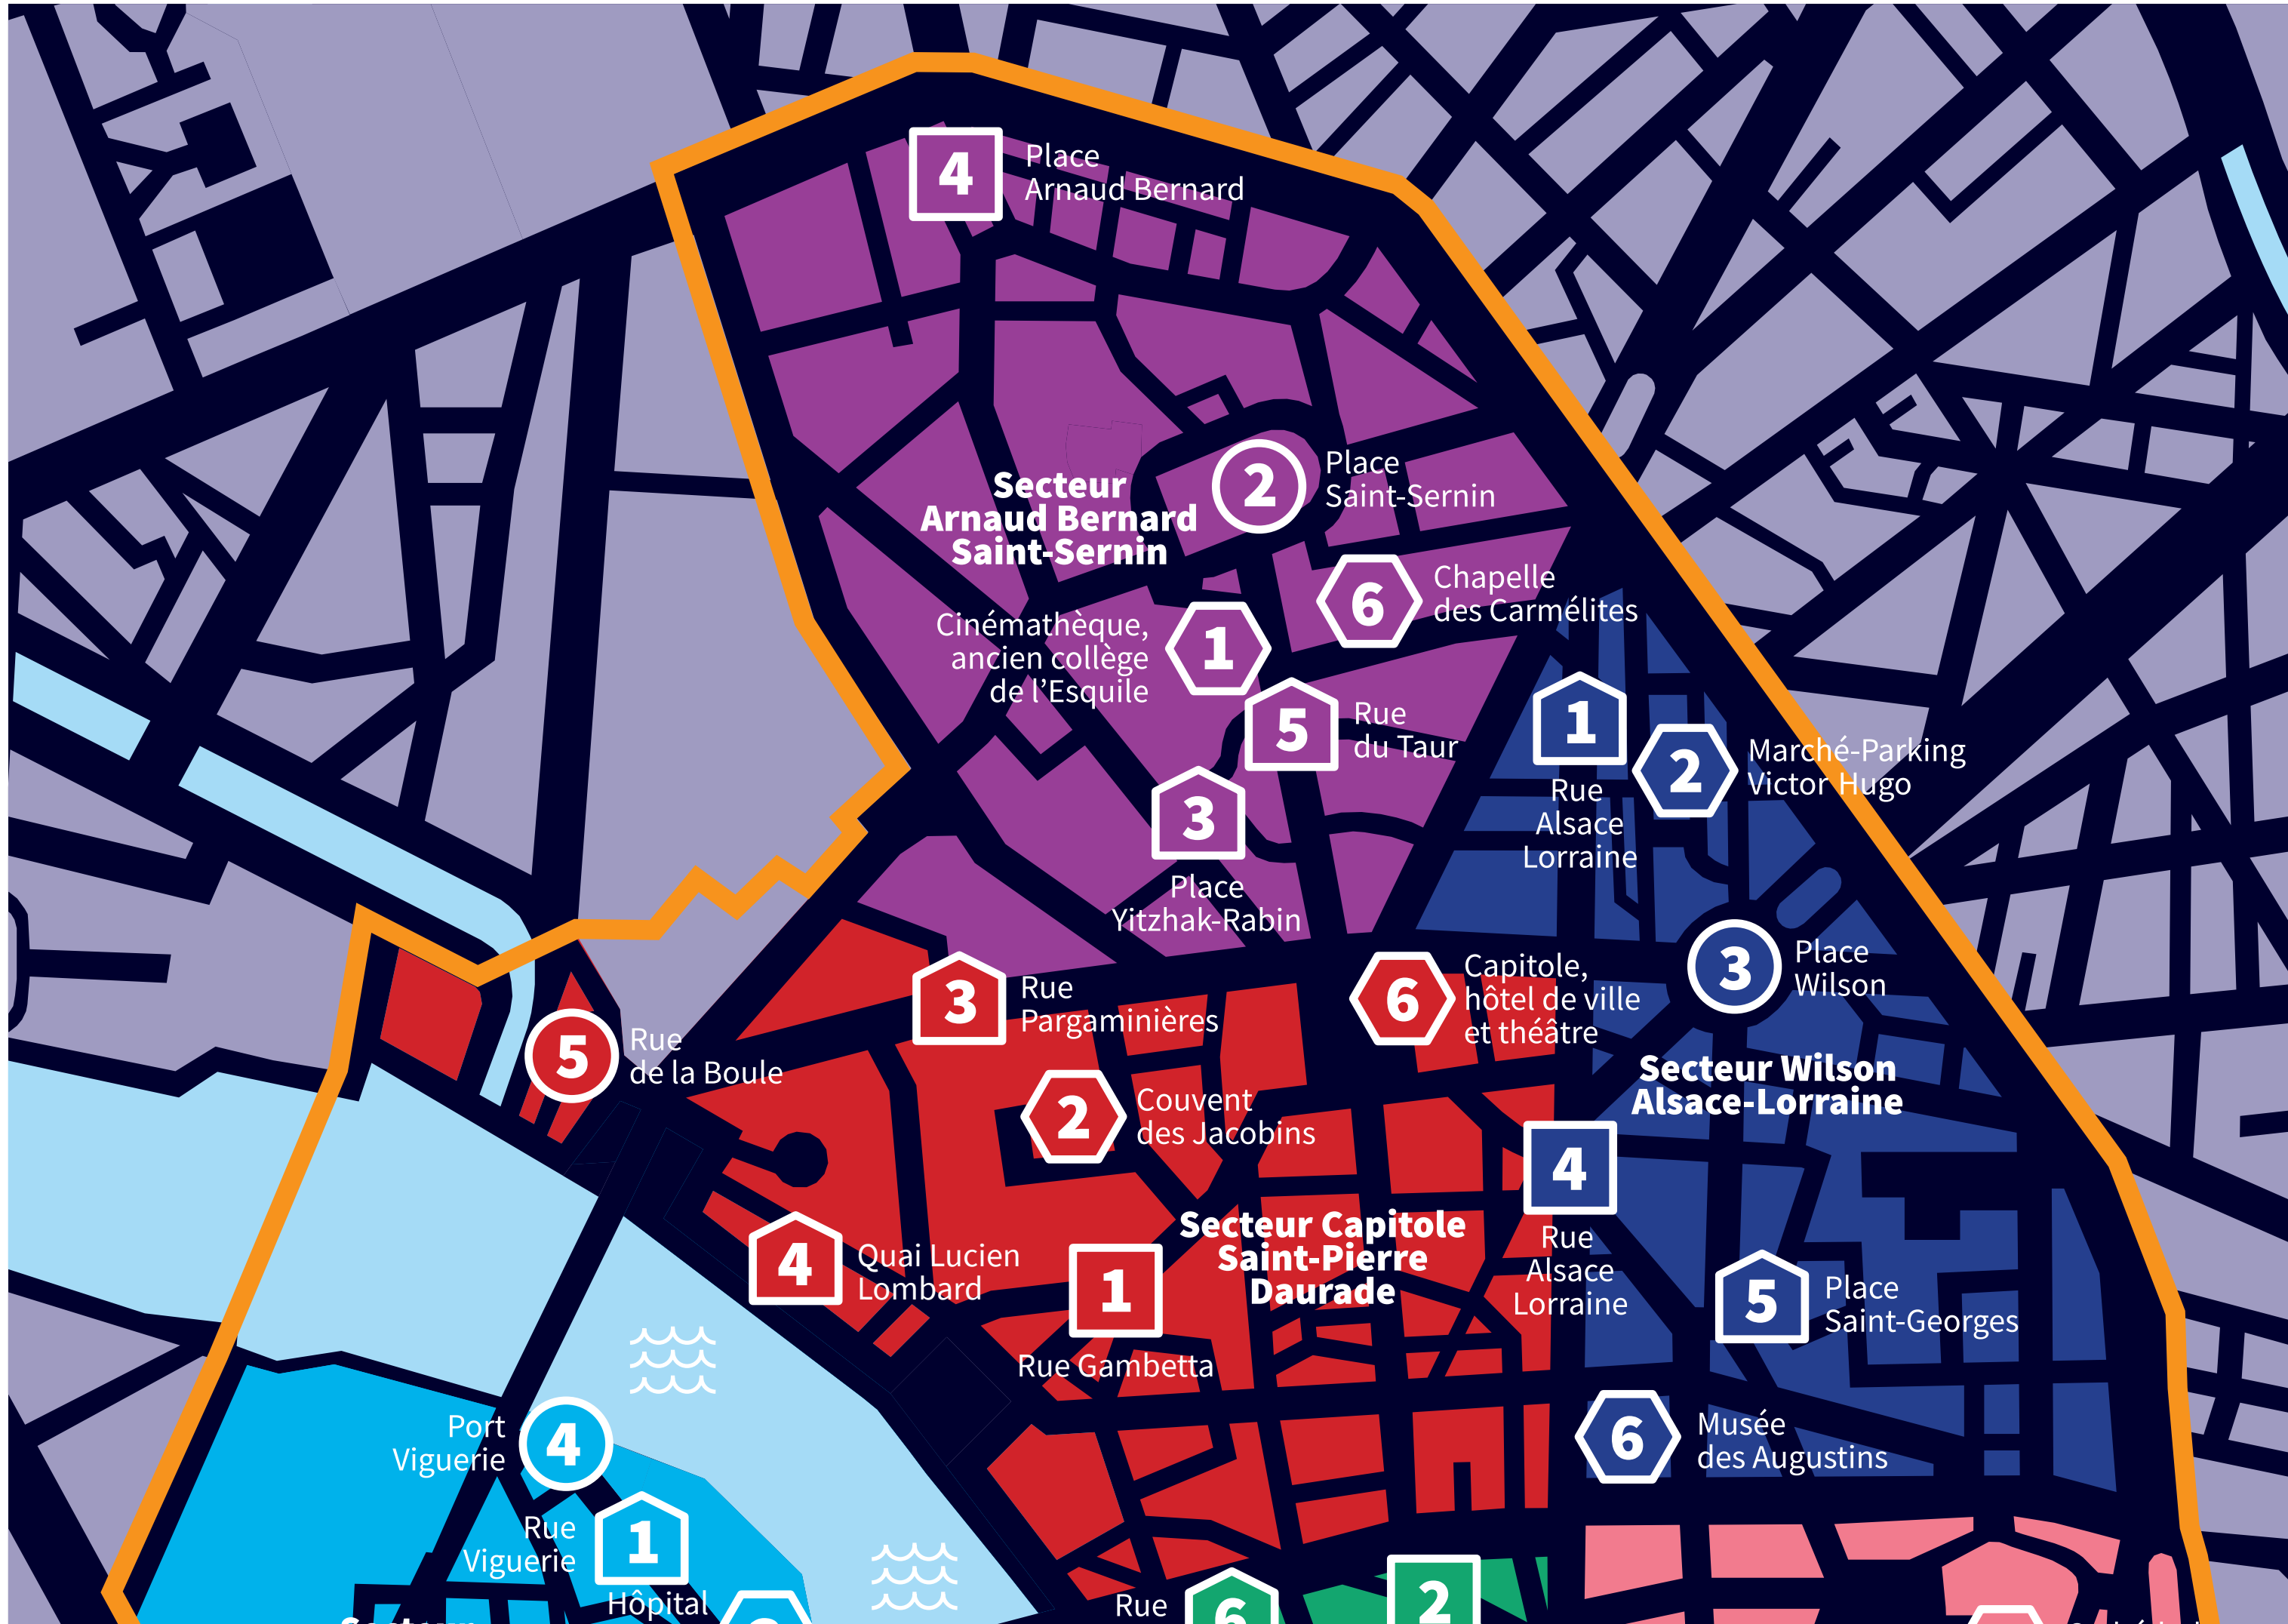 4
Place
Arnaud Bernard
2
Place
Saint-Sernin
Secteur
Arnaud Bernard
Saint-Sernin
6
Chapelle
des Carmélites
Cinémathèque,
ancien collège
de l'Esquile
1
5
Rue
du Taur
1
Rue
Alsace
Lorraine
2
Marché-Parking
Victor Hugo
3
Place
Yitzhak-Rabin
3
Rue
Pargaminières
6
Capitole,
hôtel de ville
et théâtre
3
Place
Wilson
5
Rue
de la Boule
Secteur Wilson
Alsace-Lorraine
2
Couvent
des Jacobins
4
Rue
Alsace
Lorraine
Secteur Capitole
Saint-Pierre
Daurade
4
Quai Lucien
Lombard
1
Rue Gambetta
5
Place
Saint-Georges
6
Musée
des Augustins
Port
Viguerie
4
Rue
Viguerie
1
Hôpital
Rue
6
2